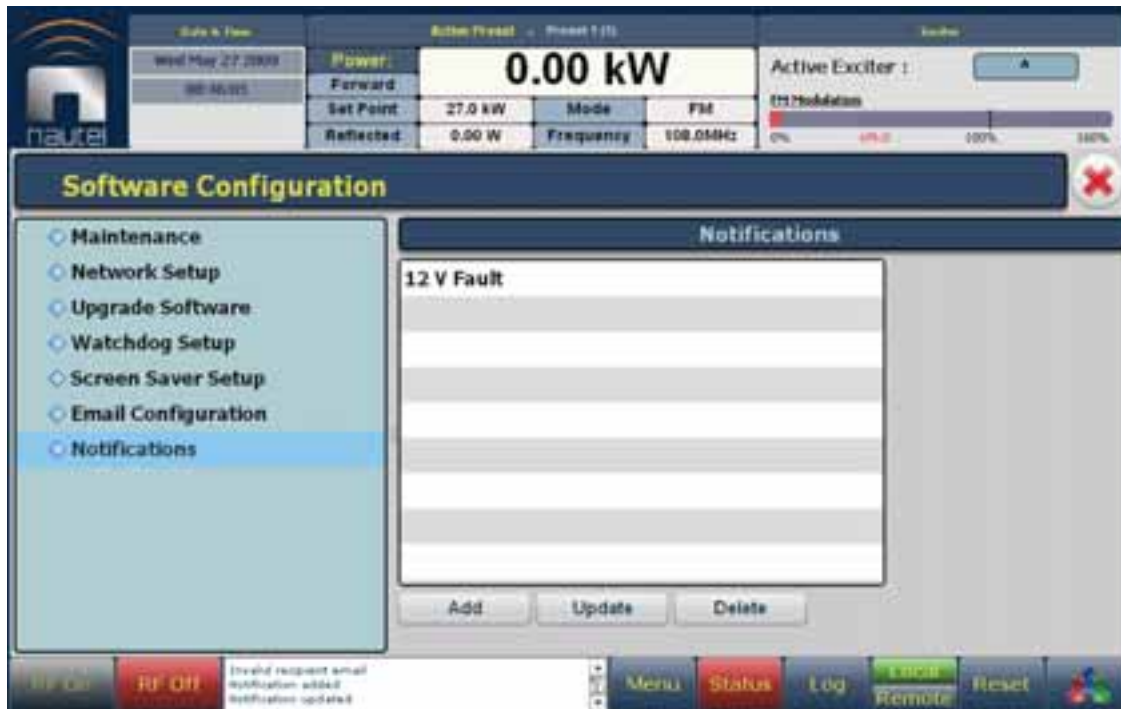 Date & Time
Active Preset - Preset 1 (1)
Exciter
Wed May 27 2009
Power:
Forward
0.00 kW
Active Exciter :
A
Set Point
27.0 kW
Mode
FM
Reflected
0.00 W
Frequency
108.0MHz
0%
100%
nautel
Software Configuration
Maintenance
Network Setup
Upgrade Software
Watchdog Setup
Screen Saver Setup
Email Configuration
Notifications
Notifications
12 V Fault
Add
Update
Delete
RF On
RF Off
Invalid recipient email
Notification added
Notification updated
Menu
Status
Log
Local
Remote
Reset